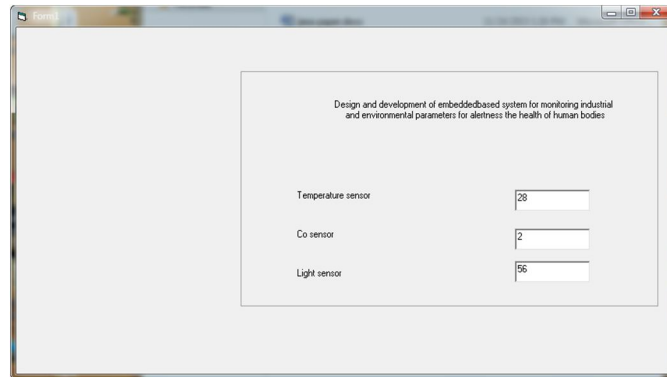 Form1
Design and development of embeddedbased system for monitoring industrial
and environmental parameters for alertness the health of human bodies
Temperature sensor
28
Co sensor
2
Light sensor
56